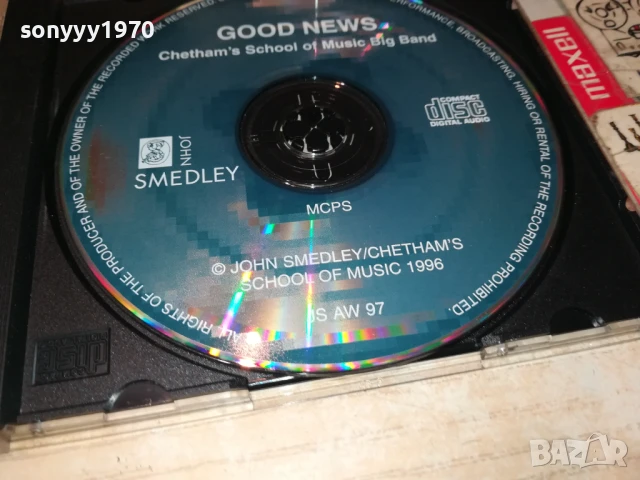 sonyyy1970
GOOD NEWS
Chetham's School of Music Big Band
COMPACT
disc
DIGITAL AUDIO
JOHN
SMEDLEY
MCPS
© JOHN SMEDLEY/CHETHAM'S
SCHOOL OF MUSIC 1996
JS AW 97
ALL RIGHTS OF THE PRODUCER AND OF THE OWNER OF THE RECORDED WORK RESERVED
PERFORMANCE, BROADCASTING, HIRING OR RENTAL OF THE RECORDING PROHIBITED.
maxell
BAZAR
bg